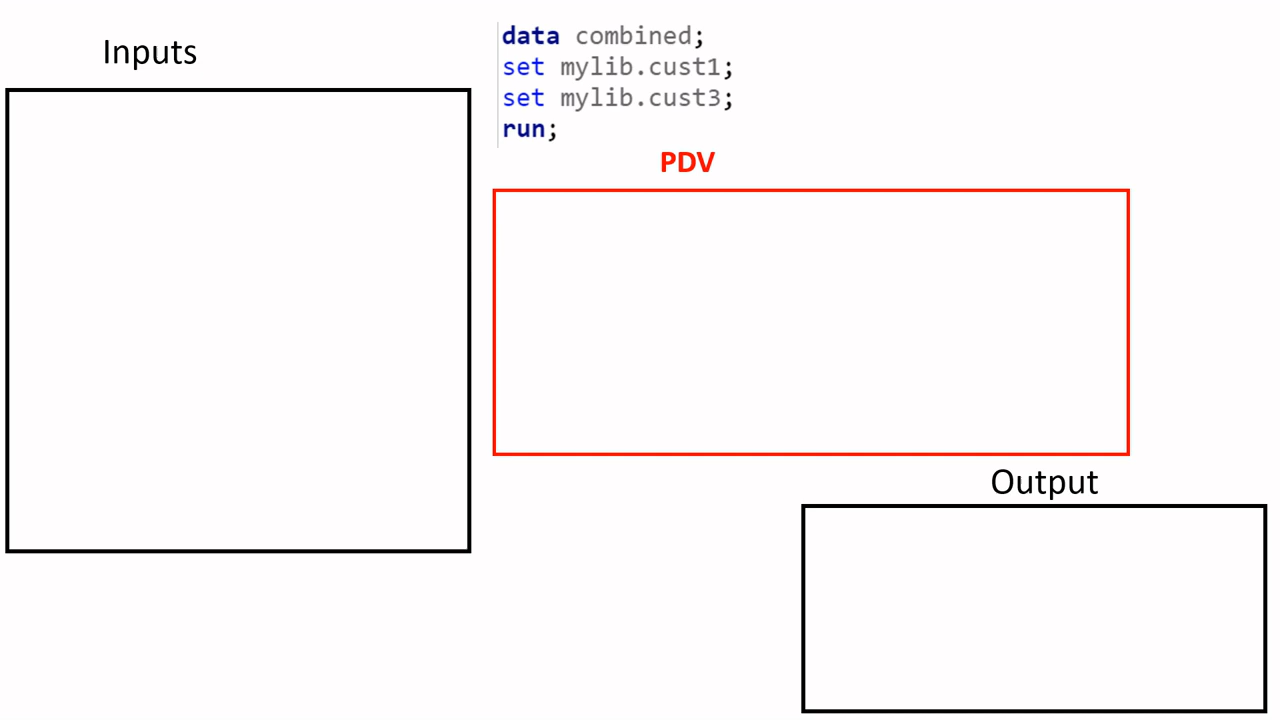 Inputs
data combined;
set mylib.cust1;
set mylib.cust3;
run;
PDV
Output